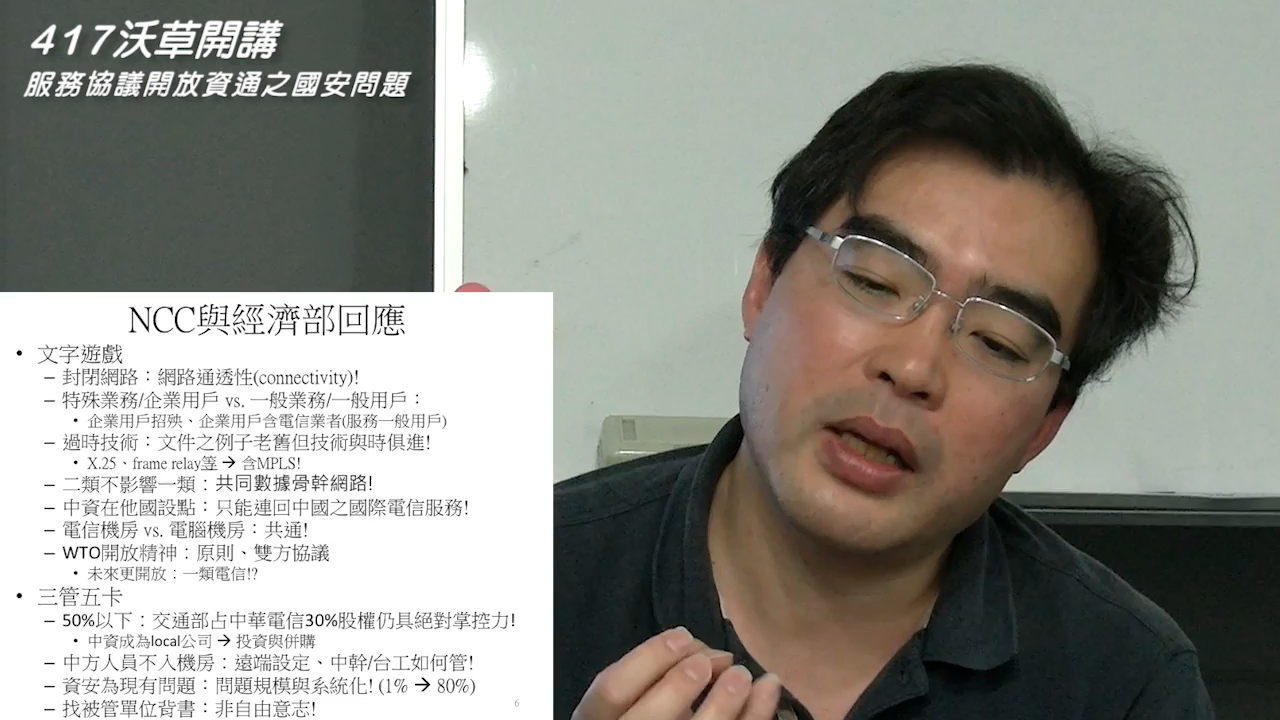 417沃草開講
服務協議開放資通之國安問題
NCC與經濟部回應
• 文字遊戲
– 封閉網路：網路通透性(connectivity)!
– 特殊業務/企業用戶 vs. 一般業務/一般用戶：
• 企業用戶招殃、企業用戶含電信業者(服務一般用戶)
– 過時技術：文件之例子老舊但技術與時俱進!
• X.25、frame relay等 → 含MPLS!
– 二類不影響一類：共同數據骨幹網路!
– 中資在他國設點：只能連回中國之國際電信服務!
– 電信機房 vs. 電腦機房：共通!
– WTO開放精神：原則、雙方協議
• 未來更開放：一類電信!?
• 三管五卡
– 50%以下：交通部占中華電信30%股權仍具絕對掌控力!
• 中資成為local公司 → 投資與併購
– 中方人員不入機房：遠端設定、中幹/台工如何管!
– 資安為現有問題：問題規模與系統化! (1% → 80%)
– 找被管單位背書：非自由意志!
6